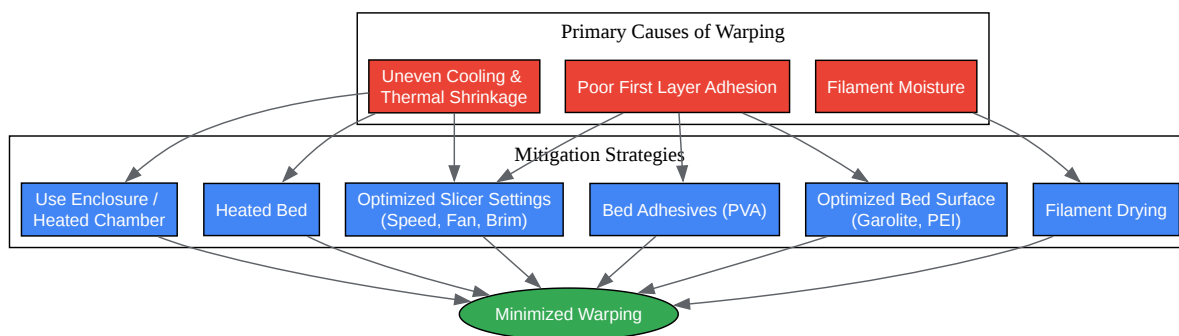 Primary Causes of Warping
Uneven Cooling &
Thermal Shrinkage
Poor First Layer Adhesion
Filament Moisture
Mitigation Strategies
Use Enclosure /
Heated Chamber
Heated Bed
Optimized Slicer Settings
(Speed, Fan, Brim)
Bed Adhesives (PVA)
Optimized Bed Surface
(Garolite, PEI)
Filament Drying
Minimized Warping